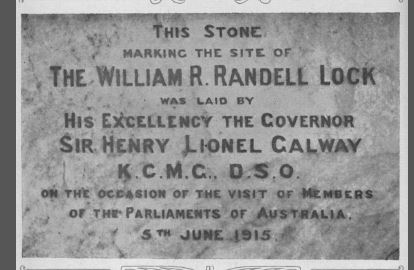 THIS STONE
MARKING THE SITE OF
THE WILLIAM R. RANDELL LOCK
WAS LAID BY
HIS EXCELLENCY THE GOVERNOR
SIR HENRY LIONEL GALWAY
K.C.M.G., D.S.O.
ON THE OCCASION OF THE VISIT OF MEMBERS
OF THE PARLIAMENTS OF AUSTRALIA.
5TH JUNE 1915.